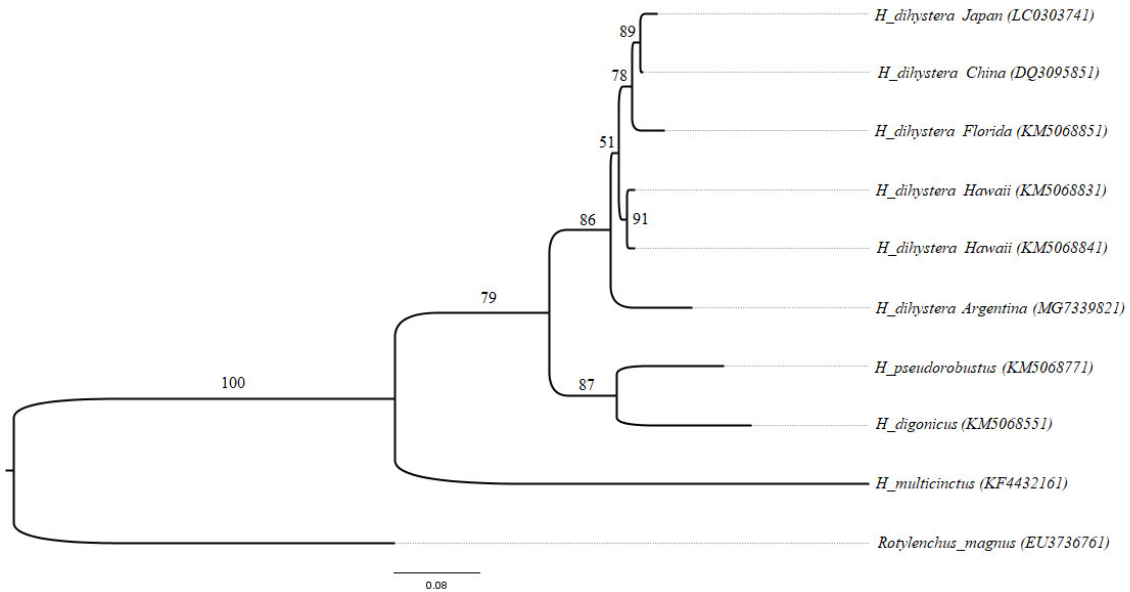 H_dihystera Japan (LC0303741)
89
H_dihystera China (DQ3095851)
78
H_dihystera Florida (KM5068851)
51
H_dihystera Hawaii (KM5068831)
86
91
H_dihystera Hawaii (KM5068841)
79
H_dihystera Argentina (MG7339821)
H_pseudorobustus (KM5068771)
100
87
H_digonicus (KM5068551)
H_multicinctus (KF4432161)
Rotylenchus_magnus (EU3736761)
0.08